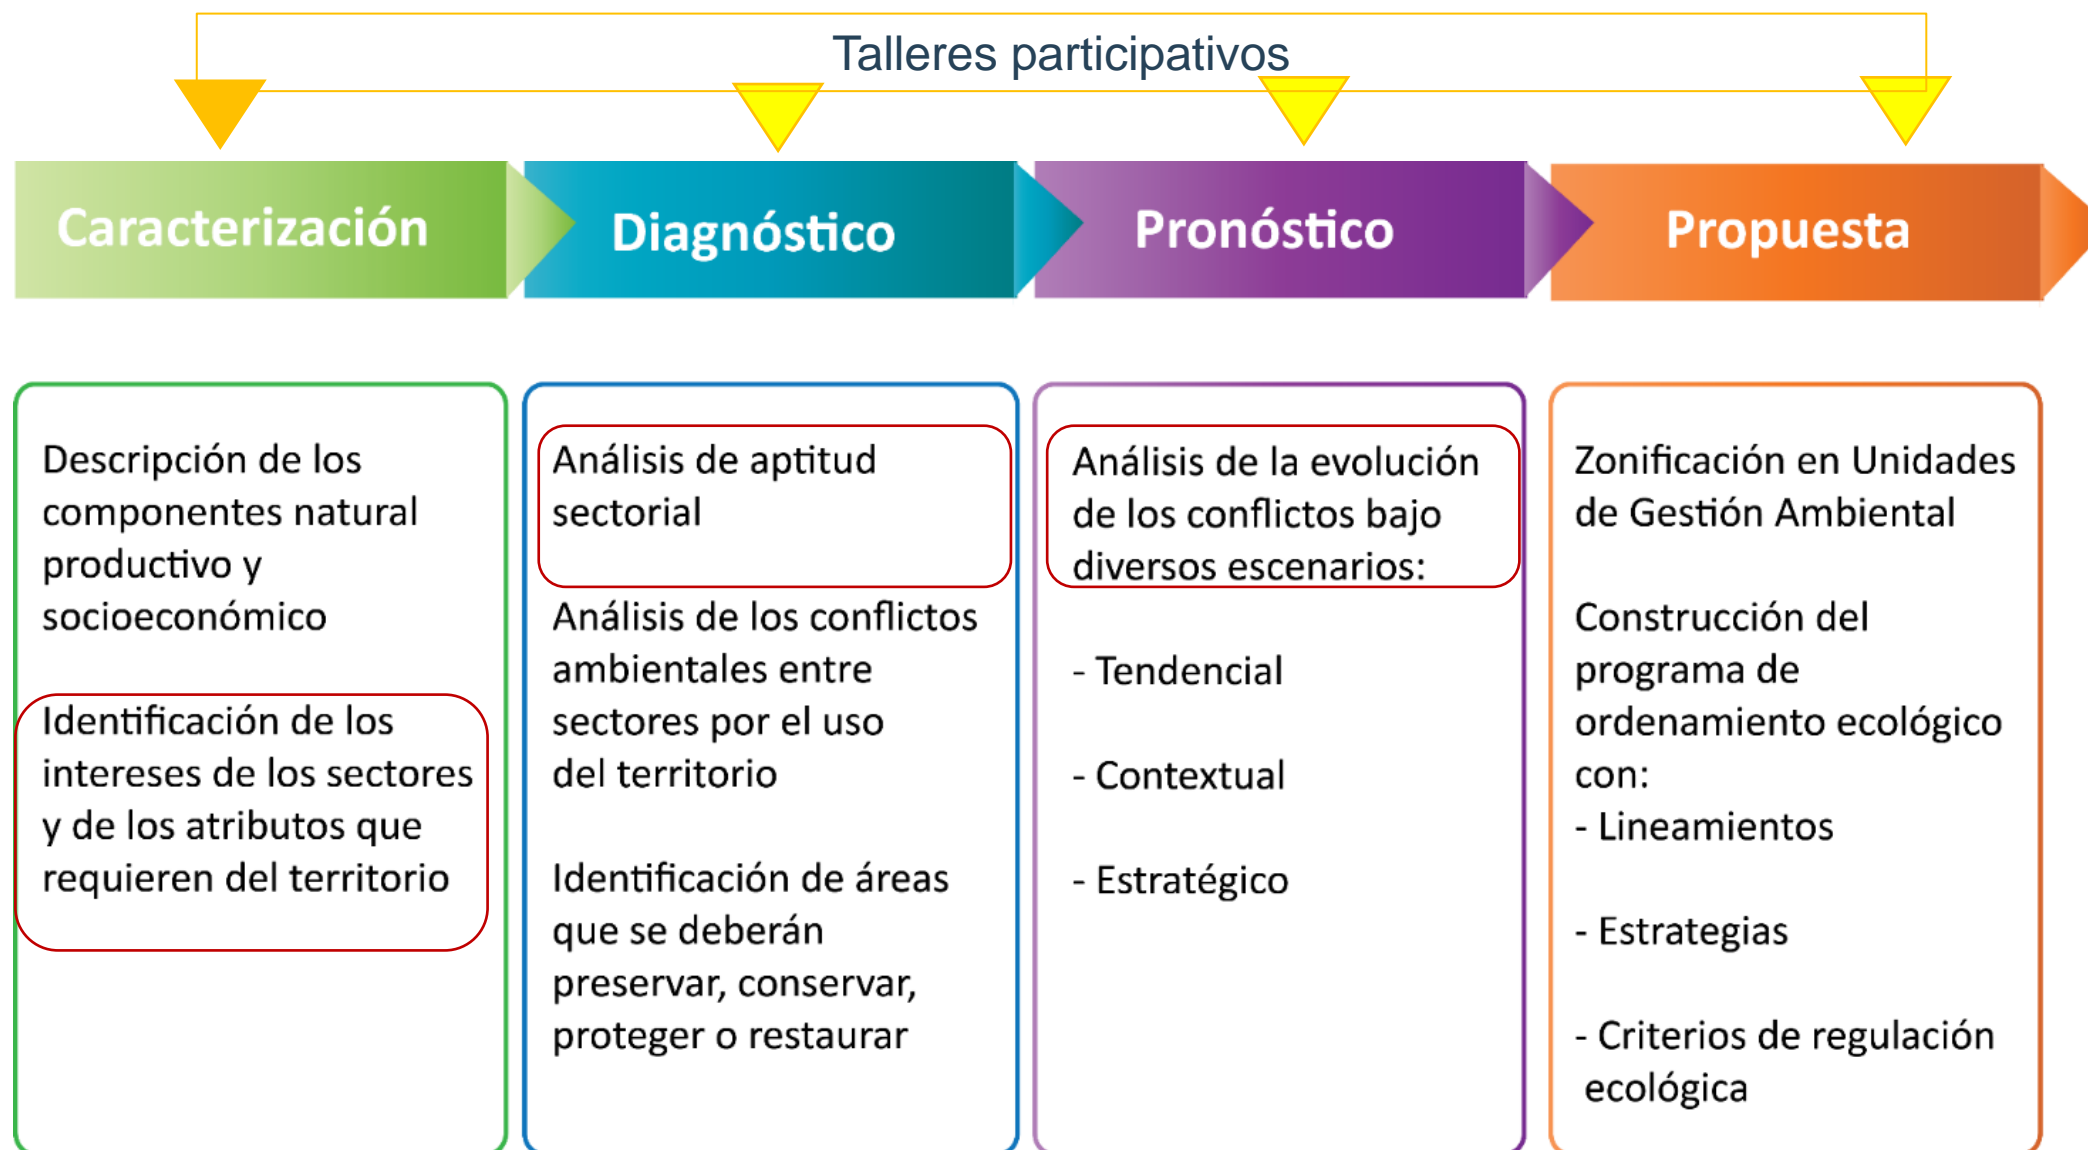 Talleres participativos
Caracterización
Diagnóstico
Pronóstico
Propuesta
Descripción de los
componentes natural
productivo y
socioeconómico
Identificación de los
intereses de los sectores
y de los atributos que
requieren del territorio
Análisis de aptitud
sectorial
Análisis de los conflictos
ambientales entre
sectores por el uso
del territorio
Identificación de áreas
que se deberán
preservar, conservar,
proteger o restaurar
Análisis de la evolución
de los conflictos bajo
diversos escenarios:
- Tendencial
- Contextual
- Estratégico
Zonificación en Unidades
de Gestión Ambiental
Construcción del
programa de
ordenamiento ecológico
con:
- Lineamientos
- Estrategias
- Criterios de regulación
ecológica